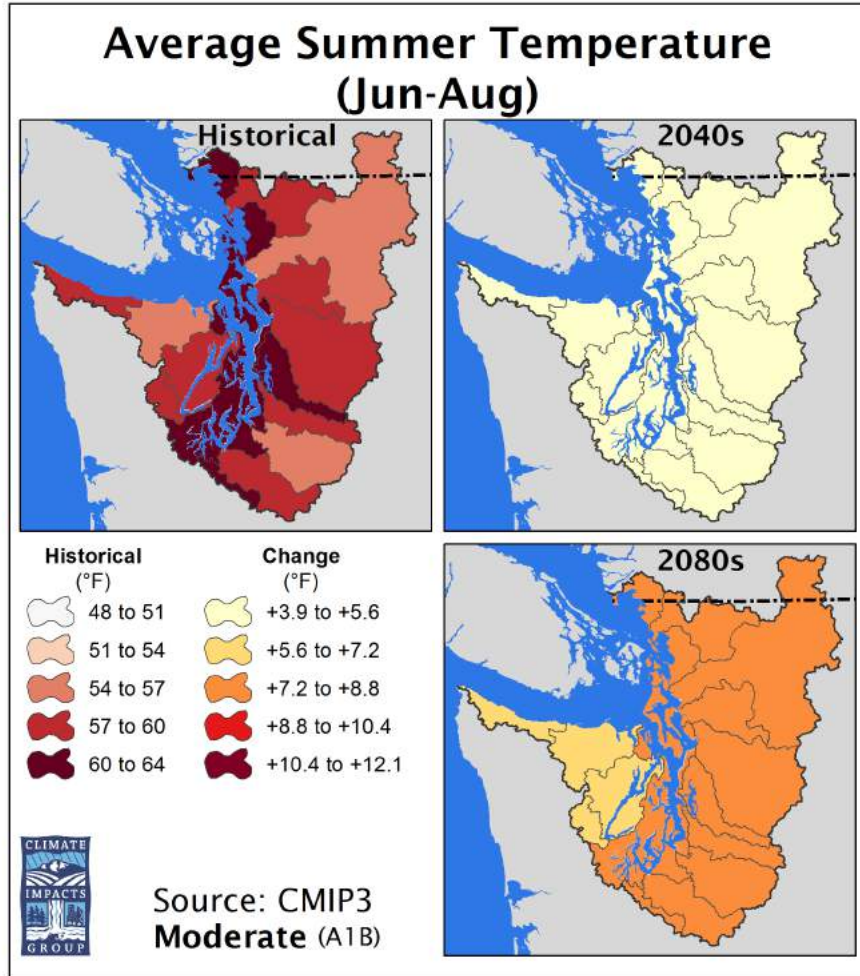 Average Summer Temperature
(Jun-Aug)
Historical
2040s
Historical
(°F)
48 to 51
51 to 54
54 to 57
57 to 60
60 to 64
Change
(°F)
+3.9 to +5.6
+5.6 to +7.2
+7.2 to +8.8
+8.8 to +10.4
+10.4 to +12.1
2080s
CLIMATE
IMPACTS
GROUP
Source: CMIP3
Moderate (A1B)